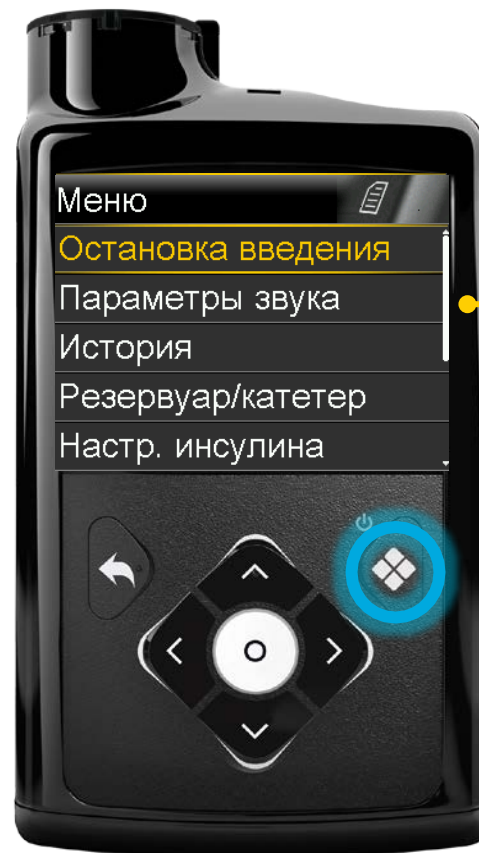 Меню
Остановка введения
Параметры звука
История
Резервуар/катетер
Настр. инсулина